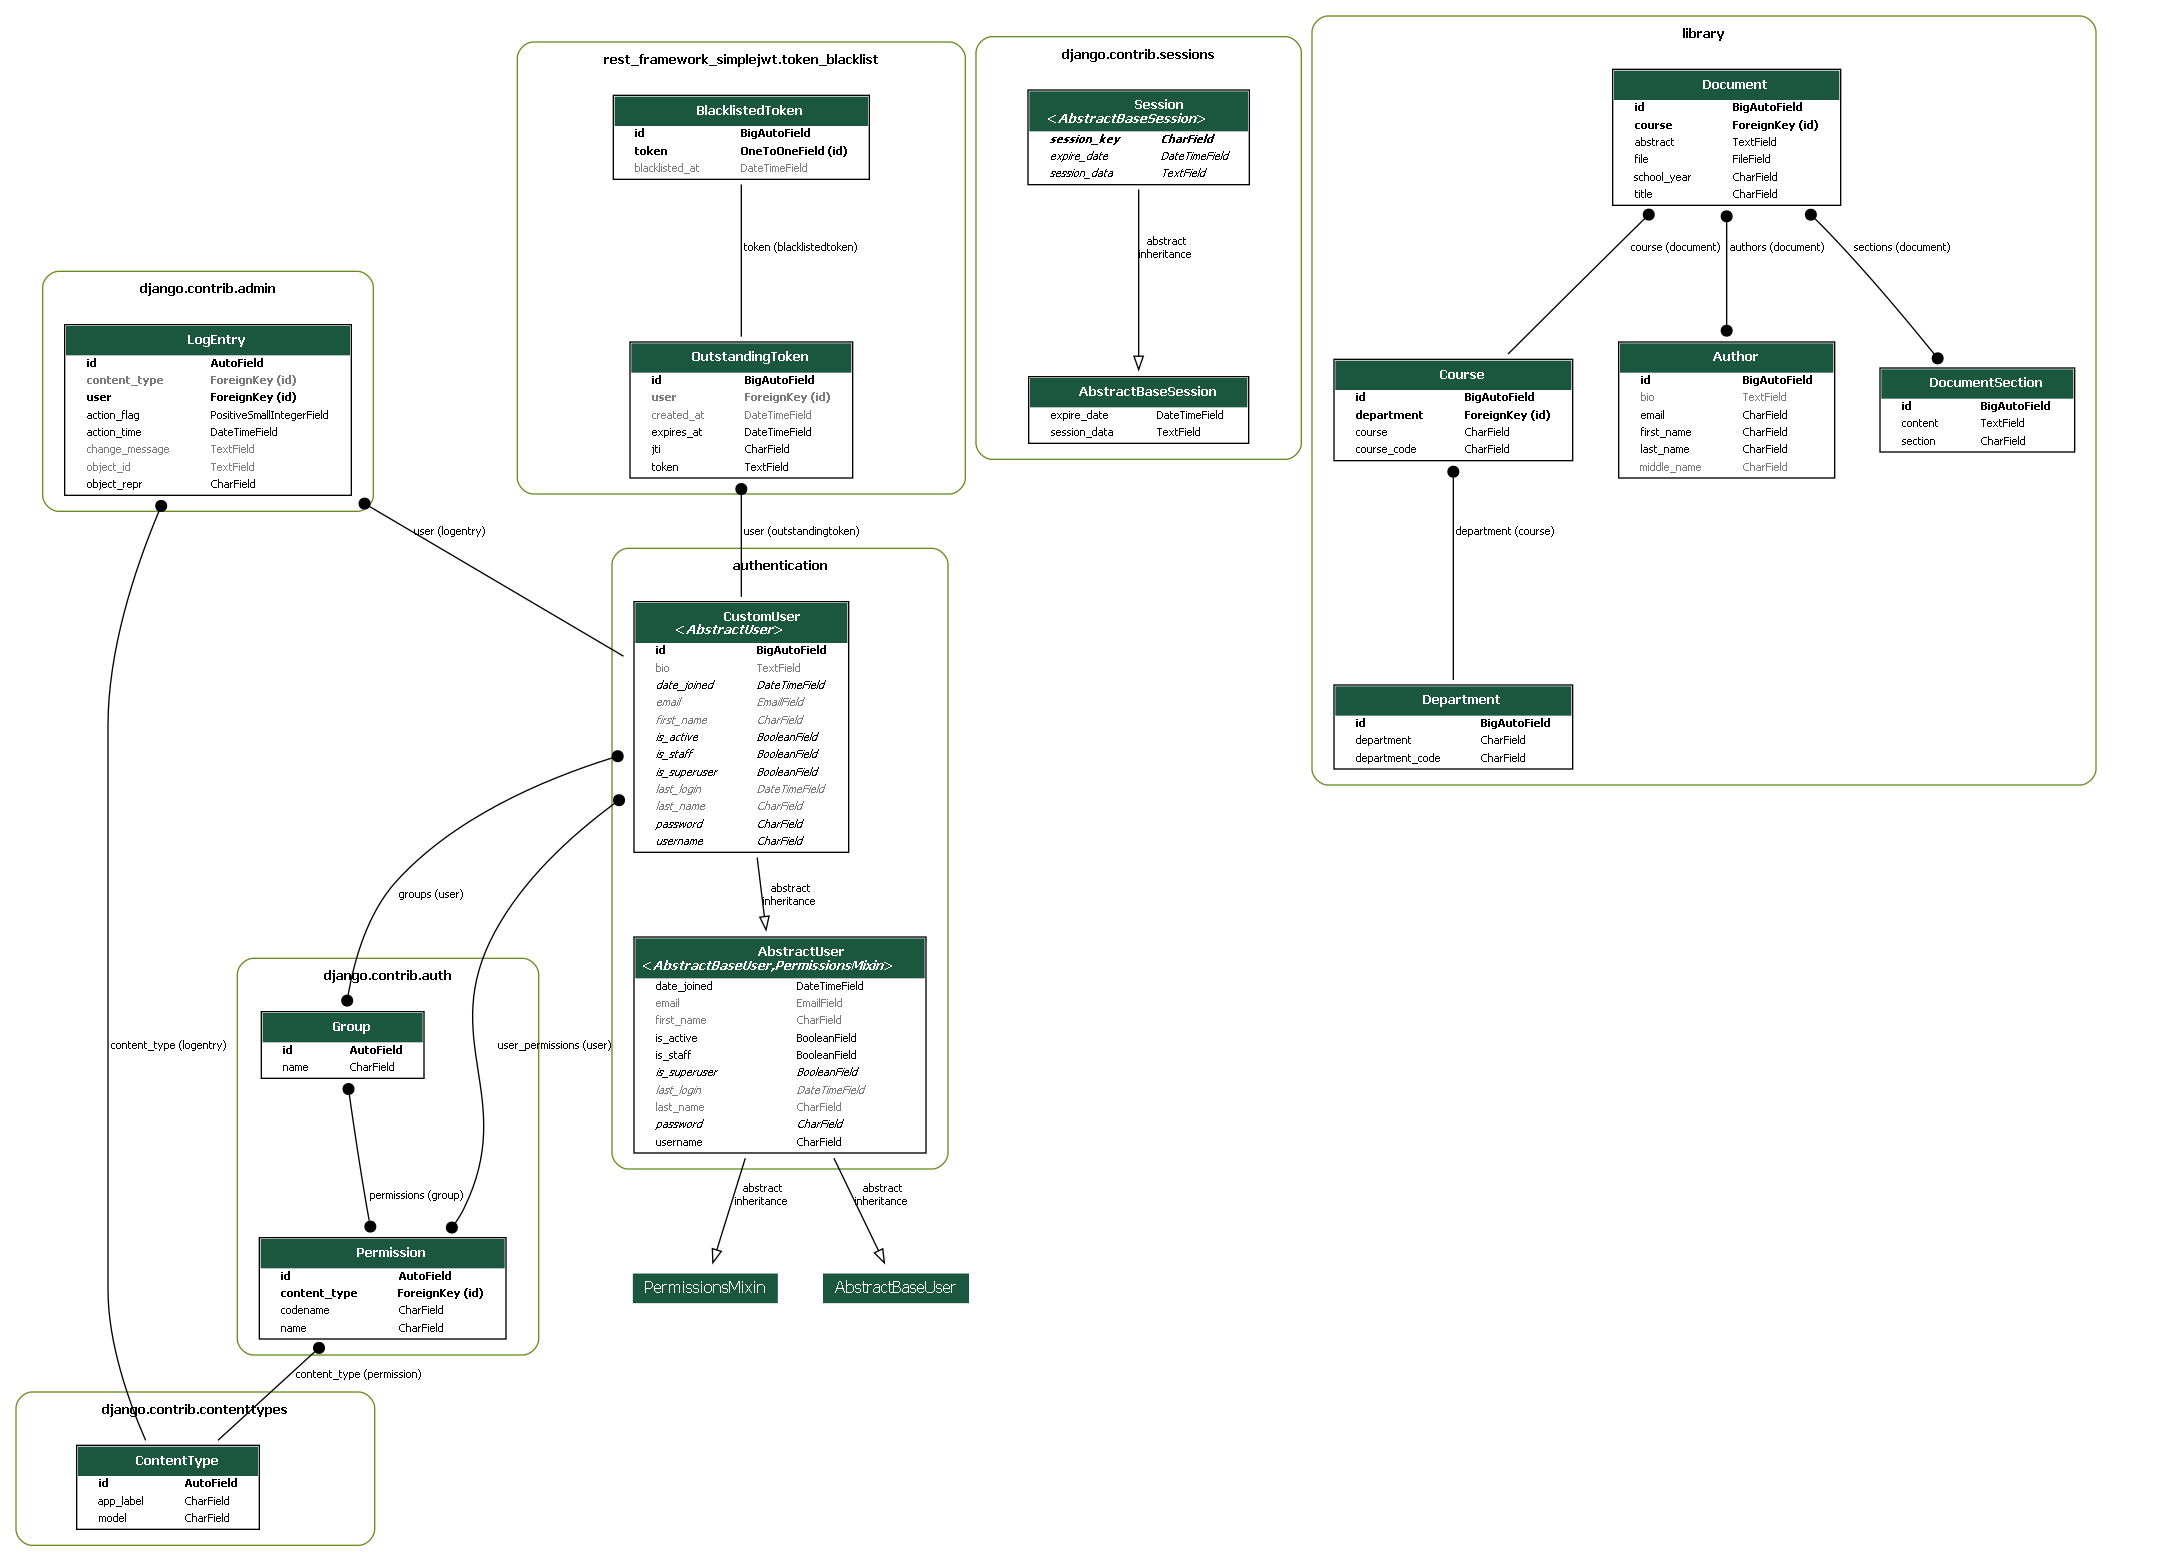 library
Document
id BigAutoField
course ForeignKey (id)
abstract TextField
file FileField
school_year CharField
title CharField
course (document)
authors (document)
sections (document)
Course
id BigAutoField
department ForeignKey (id)
course CharField
course_code CharField
Author
id BigAutoField
bio TextField
email CharField
first_name CharField
last_name CharField
middle_name CharField
DocumentSection
id BigAutoField
content TextField
section CharField
department (course)
Department
id BigAutoField
department CharField
department_code CharField
django.contrib.sessions
Session
<AbstractBaseSession>
session_key CharField
expire_date DateTimeField
session_data TextField
abstract
inheritance
AbstractBaseSession
expire_date DateTimeField
session_data TextField
rest_framework_simplejwt.token_blacklist
BlacklistedToken
id BigAutoField
token OneToOneField (id)
blacklisted_at DateTimeField
token (blacklistedtoken)
OutstandingToken
id BigAutoField
user ForeignKey (id)
created_at DateTimeField
expires_at DateTimeField
jti CharField
token TextField
user (outstandingtoken)
django.contrib.admin
LogEntry
id AutoField
content_type ForeignKey (id)
user ForeignKey (id)
action_flag PositiveSmallIntegerField
action_time DateTimeField
change_message TextField
object_id TextField
object_repr CharField
user (logentry)
authentication
CustomUser
<AbstractUser>
id BigAutoField
bio TextField
date_joined DateTimeField
email EmailField
first_name CharField
is_active BooleanField
is_staff BooleanField
is_superuser BooleanField
last_login DateTimeField
last_name CharField
password CharField
username CharField
abstract
inheritance
groups (user)
AbstractUser
<AbstractBaseUser,PermissionsMixin>
date_joined DateTimeField
email EmailField
first_name CharField
is_active BooleanField
is_staff BooleanField
is_superuser BooleanField
last_login DateTimeField
last_name CharField
password CharField
username CharField
abstract
inheritance
abstract
inheritance
PermissionsMixin
AbstractBaseUser
django.contrib.auth
Group
id AutoField
name CharField
content_type (logentry)
user_permissions (user)
permissions (group)
Permission
id AutoField
content_type ForeignKey (id)
codename CharField
name CharField
content_type (permission)
django.contrib.contenttypes
ContentType
id AutoField
app_label CharField
model CharField